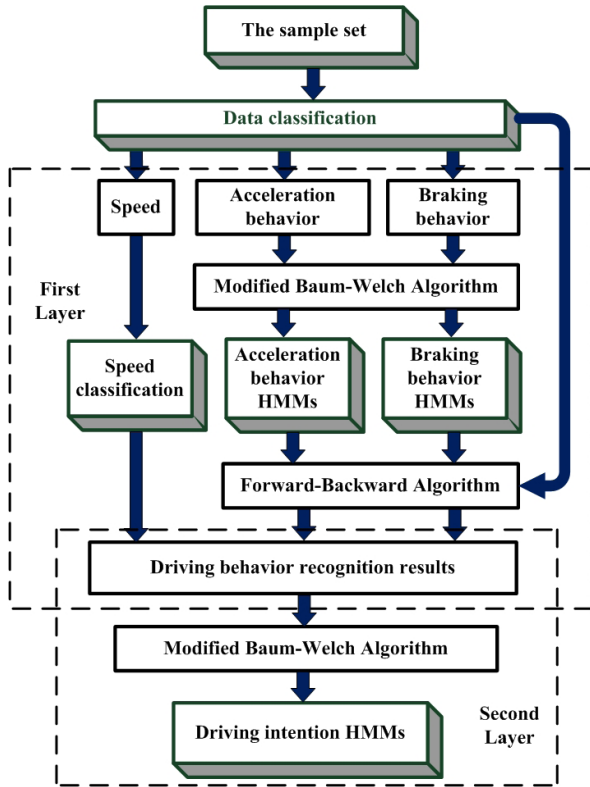 The sample set
Data classification
Speed
Acceleration
behavior
Braking
behavior
Modified Baum-Welch Algorithm
First
Layer
Speed
classification
Acceleration
behavior
HMMs
Braking
behavior
HMMs
Forward-Backward Algorithm
Driving behavior recognition results
Modified Baum-Welch Algorithm
Driving intention HMMs
Second
Layer